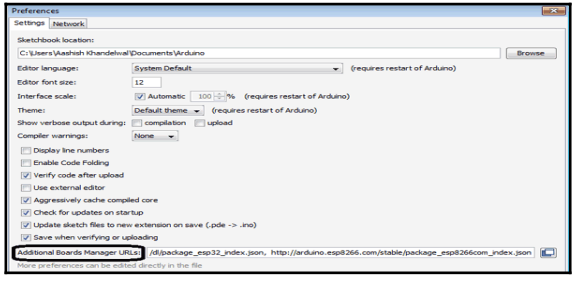 Preferences
Settings Network
Sketchbook location:
C:\Users\Aashish Khandelwal\Documents\Arduino Browse
Editor language: System Default (requires restart of Arduino)
Editor font size: 12
Interface scale: Automatic 100 % (requires restart of Arduino)
Theme: Default theme (requires restart of Arduino)
Show verbose output during: compilation upload
Compiler warnings: None
Display line numbers
Enable Code Folding
Verify code after upload
Use external editor
Aggressively cache compiled core
Check for updates on startup
Update sketch files to new extension on save (.pde -> .ino)
Save when verifying or uploading
Additional Boards Manager URLs: /dl/package_esp32_index.json, http://arduino.esp8266.com/stable/package_esp8266com_index.json
More preferences can be edited directly in the file